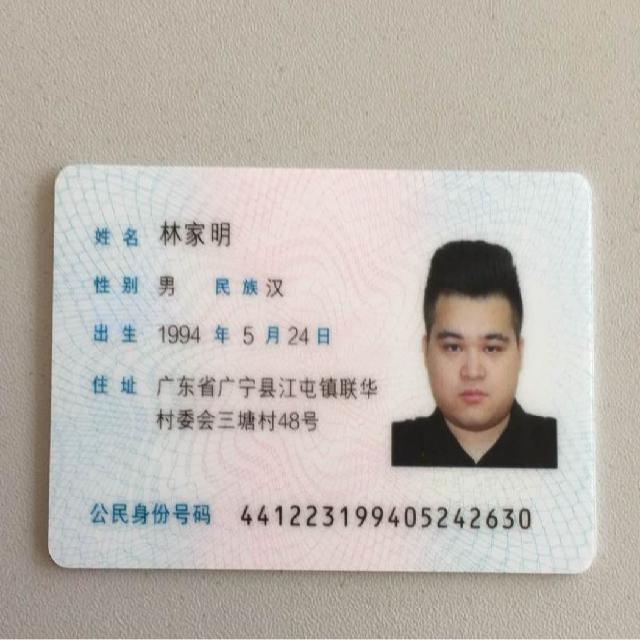 姓名 林家明
性别 男 民族 汉
出生 1994 年 5 月 24 日
住址 广东省广宁县江屯镇联华
村委会三塘村48号
公民身份号码 441223199405242630